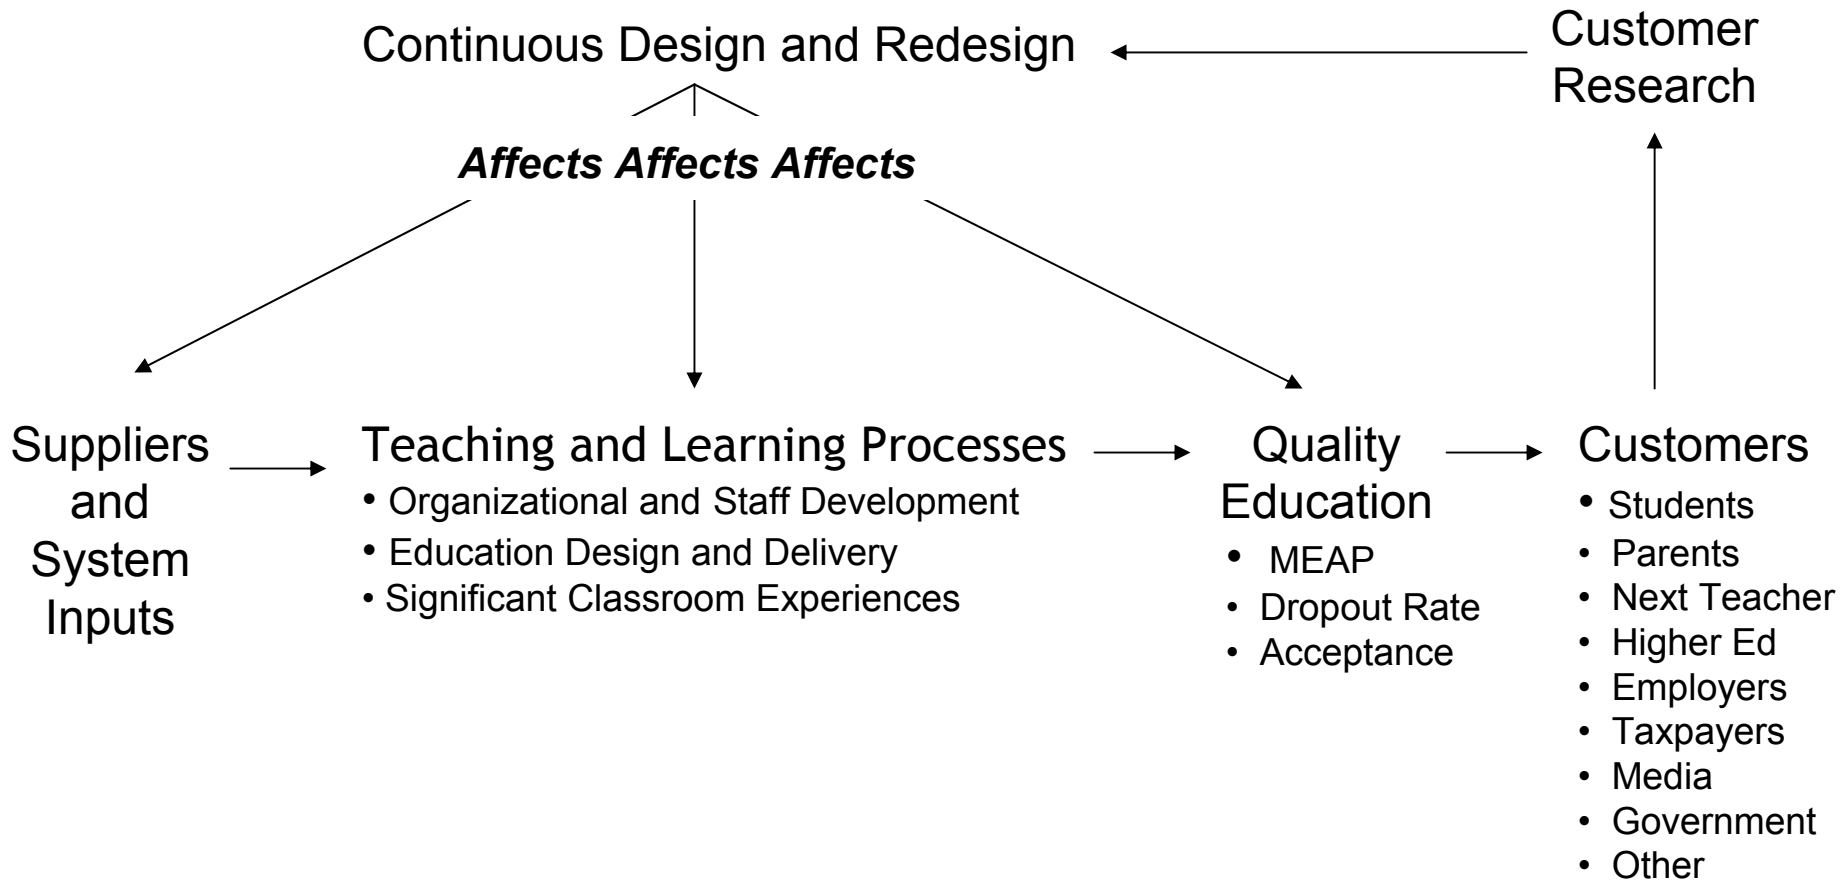 Continuous Design and Redesign
Customer
Research
Affects Affects Affects
Suppliers
and
System
Inputs
Teaching and Learning Processes
• Organizational and Staff Development
• Education Design and Delivery
• Significant Classroom Experiences
Quality
Education
• MEAP
• Dropout Rate
• Acceptance
Customers
• Students
• Parents
• Next Teacher
• Higher Ed
• Employers
• Taxpayers
• Media
• Government
• Other